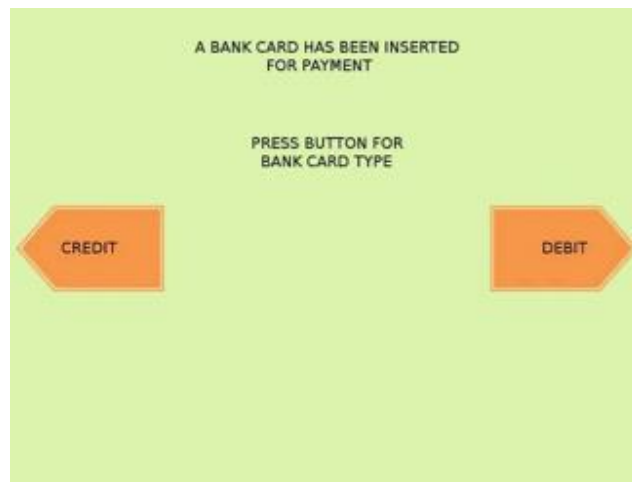 A BANK CARD HAS BEEN INSERTED
FOR PAYMENT
PRESS BUTTON FOR
BANK CARD TYPE
CREDIT
DEBIT